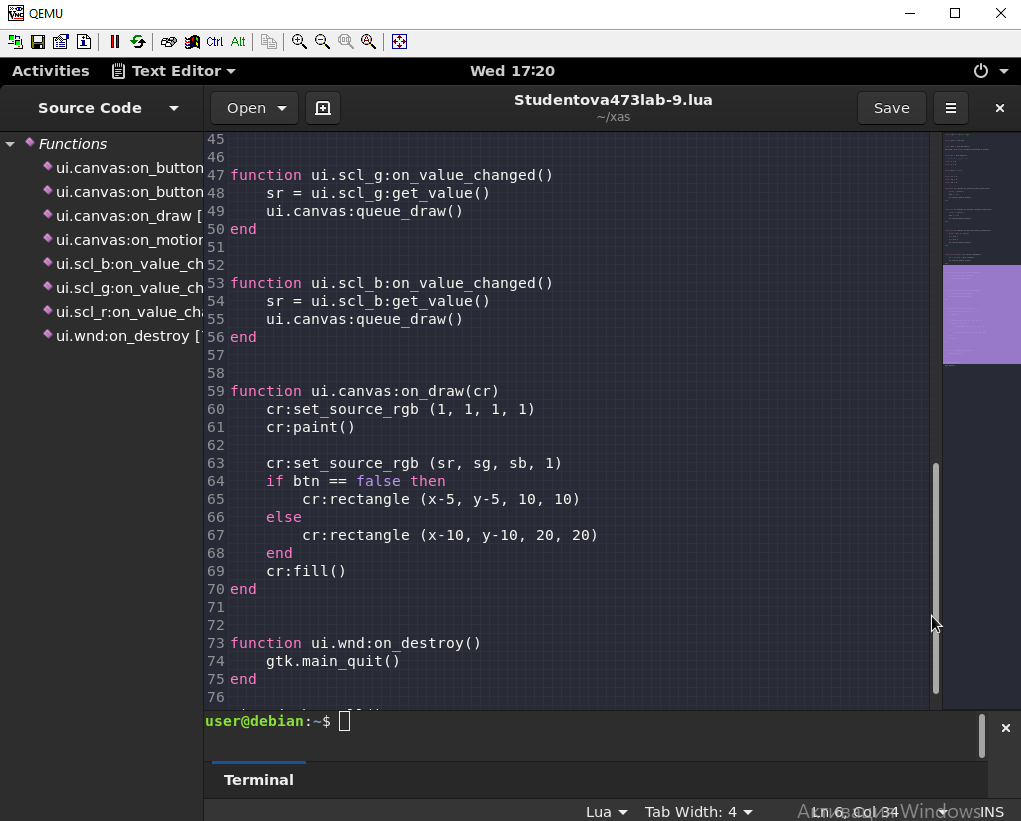 QEMU
Ctrl Alt
Activities Text Editor Wed 17:20
Source Code Open Studentova473lab-9.lua Save
~/xas
Functions
ui.canvas:on_button
ui.canvas:on_button
ui.canvas:on_draw [
ui.canvas:on_motion
ui.scl_b:on_value_ch
ui.scl_g:on_value_ch
ui.scl_r:on_value_cha
ui.wnd:on_destroy [
45
46
47 function ui.scl_g:on_value_changed()
48     sr = ui.scl_g:get_value()
49     ui.canvas:queue_draw()
50 end
51
52
53 function ui.scl_b:on_value_changed()
54     sr = ui.scl_b:get_value()
55     ui.canvas:queue_draw()
56 end
57
58
59 function ui.canvas:on_draw(cr)
60     cr:set_source_rgb (1, 1, 1, 1)
61     cr:paint()
62
63     cr:set_source_rgb (sr, sg, sb, 1)
64     if btn == false then
65         cr:rectangle (x-5, y-5, 10, 10)
66     else
67         cr:rectangle (x-10, y-10, 20, 20)
68     end
69     cr:fill()
70 end
71
72
73 function ui.wnd:on_destroy()
74     gtk.main_quit()
75 end
76
user@debian:~$
Terminal
Lua Tab Width: 4 Ln 6, Col 34 INS
Активация Windows